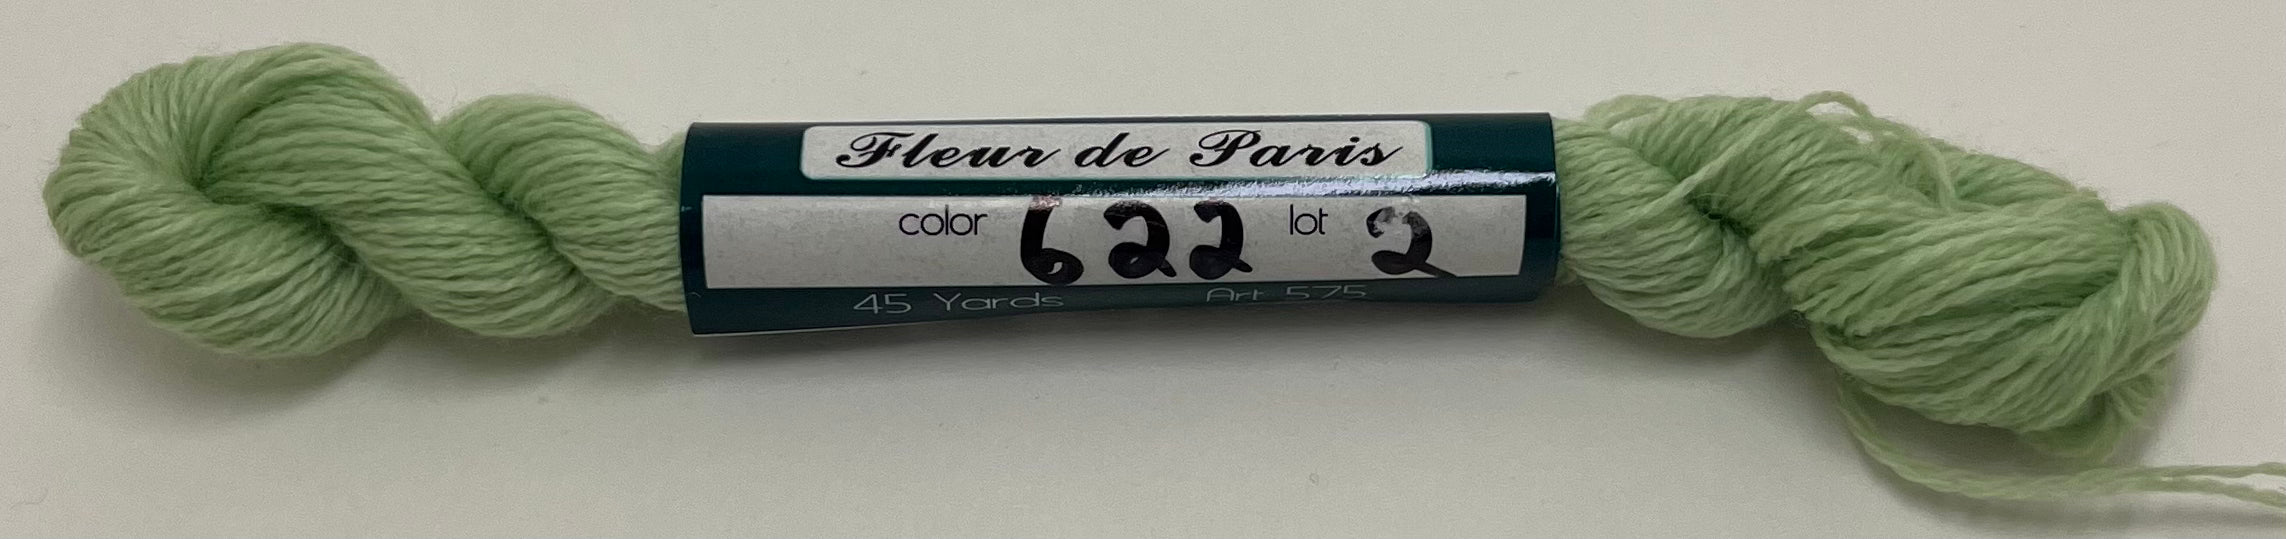 Fleur de Paris
color 622 lot 2
45 Yards Art 575